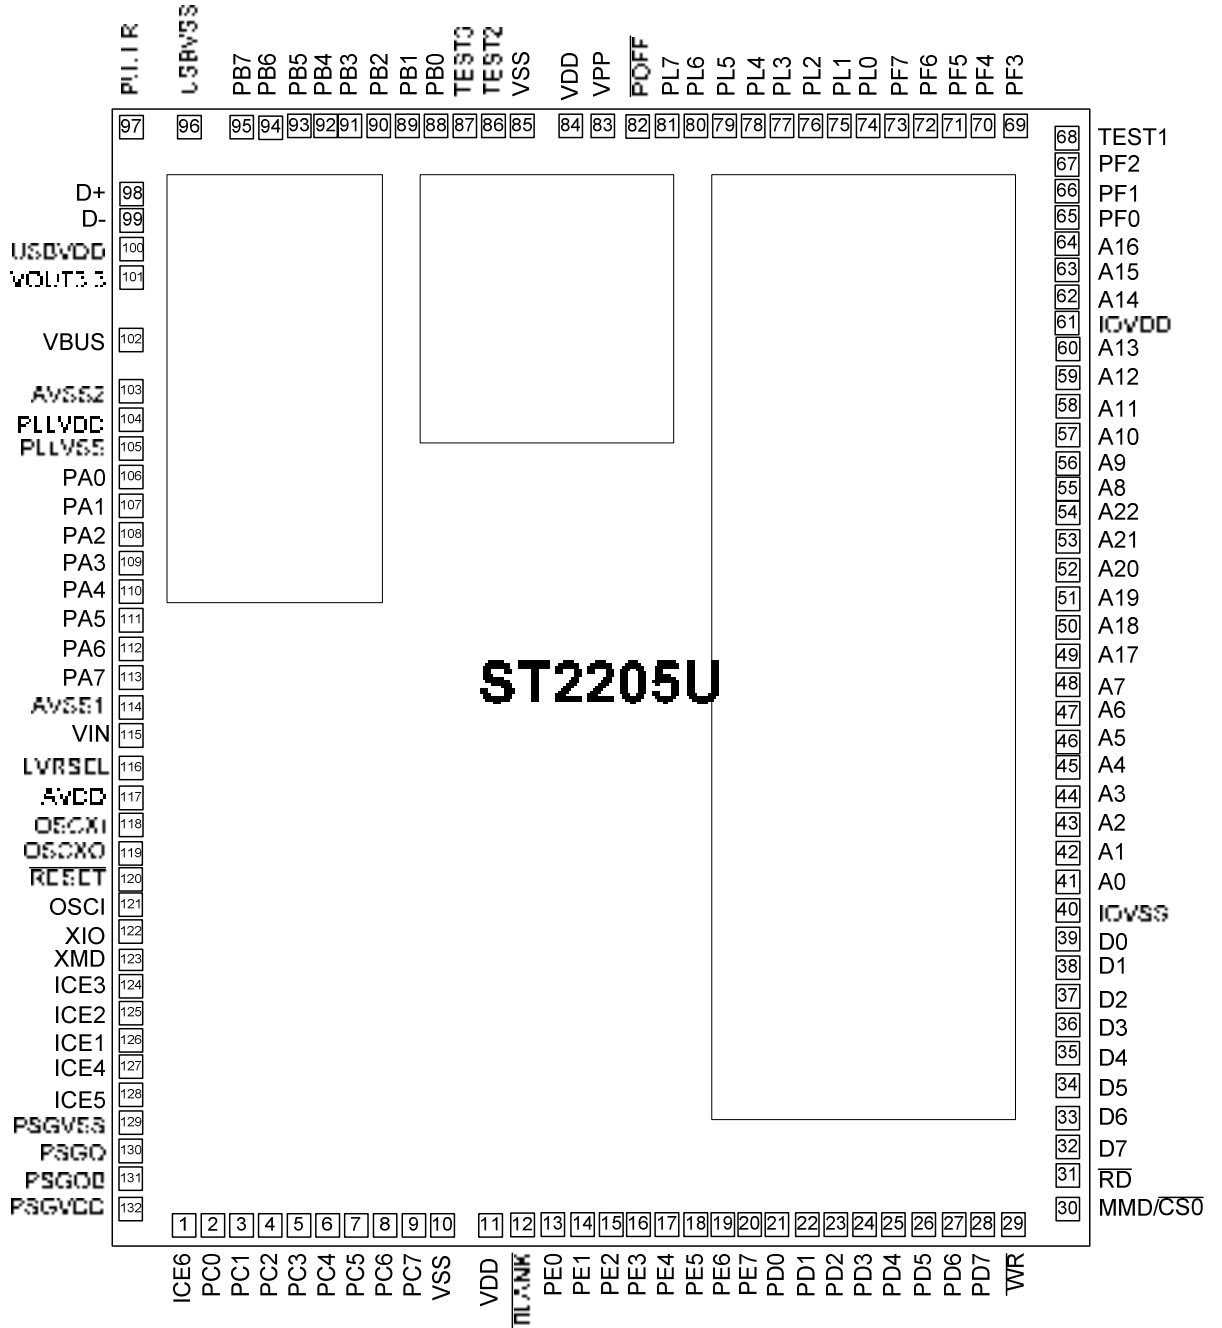 PLLIR USBVSS PB7 PB6 PB5 PB4 PB3 PB2 PB1 PB0 TEST3 TEST2 VSS VDD VPP POFF PL7 PL6 PL5 PL4 PL3 PL2 PL1 PL0 PF7 PF6 PF5 PF4 PF3
97 96 95 94 93 92 91 90 89 88 87 86 85 84 83 82 81 80 79 78 77 76 75 74 73 72 71 70 69
D+ 98
D- 99
USBVDD 100
VOUT33 101
VBUS 102
AVSS2 103
PLLVDD 104
PLLVSS 105
PA0 106
PA1 107
PA2 108
PA3 109
PA4 110
PA5 111
PA6 112
PA7 113
AVSS1 114
VIN 115
LVRSEL 116
AVDD 117
OSCXI 118
OSCXO 119
RESET 120
OSCI 121
XIO 122
XMD 123
ICE3 124
ICE2 125
ICE1 126
ICE4 127
ICE5 128
PSGVSS 129
PSGO 130
PSGOB 131
PSGVDD 132
ST2205U
68 TEST1
67 PF2
66 PF1
65 PF0
64 A16
63 A15
62 A14
61 IOVDD
60 A13
59 A12
58 A11
57 A10
56 A9
55 A8
54 A22
53 A21
52 A20
51 A19
50 A18
49 A17
48 A7
47 A6
46 A5
45 A4
44 A3
43 A2
42 A1
41 A0
40 IOVSS
39 D0
38 D1
37 D2
36 D3
35 D4
34 D5
33 D6
32 D7
31 RD
30 MMD/CS0
1 2 3 4 5 6 7 8 9 10 11 12 13 14 15 16 17 18 19 20 21 22 23 24 25 26 27 28 29
ICE6 PC0 PC1 PC2 PC3 PC4 PC5 PC6 PC7 VSS VDD BLANK PE0 PE1 PE2 PE3 PE4 PE5 PE6 PE7 PD0 PD1 PD2 PD3 PD4 PD5 PD6 PD7 WR